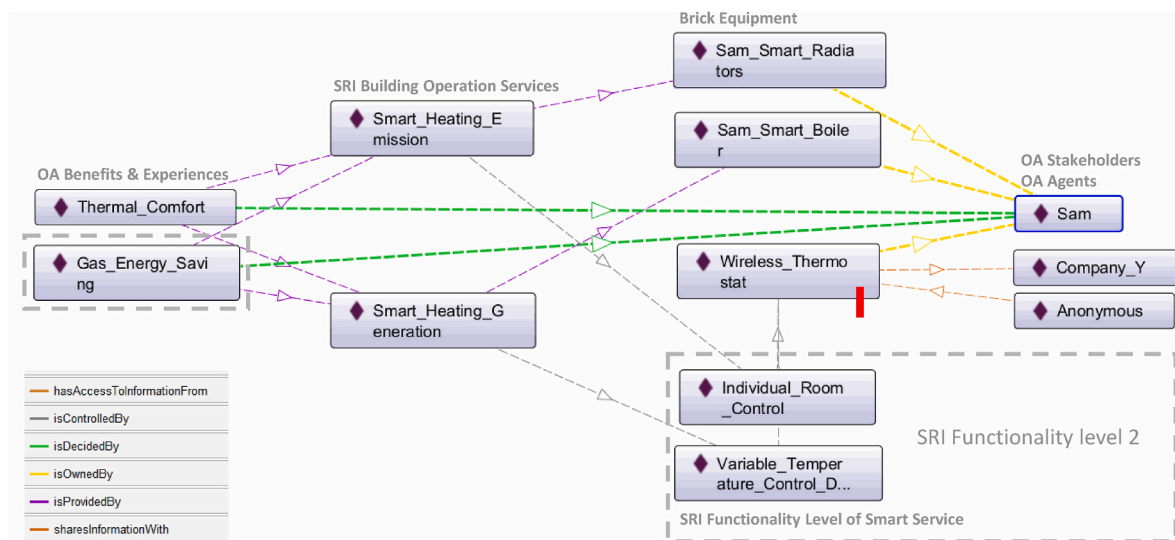 Brick Equipment
Sam_Smart_Radia
tors
SRI Building Operation Services
Smart_Heating_E
mission
Sam_Smart_Boile
r
OA Stakeholders
OA Agents
OA Benefits & Experiences
Thermal_Comfort
Sam
Gas_Energy_Savi
ng
Wireless_Thermo
stat
Company_Y
Anonymous
Smart_Heating_G
eneration
Individual_Room
_Control
SRI Functionality level 2
Variable_Temper
ature_Control_D...
SRI Functionality Level of Smart Service
hasAccessToInformationFrom
isControlledBy
isDecidedBy
isOwnedBy
isProvidedBy
sharesInformationWith